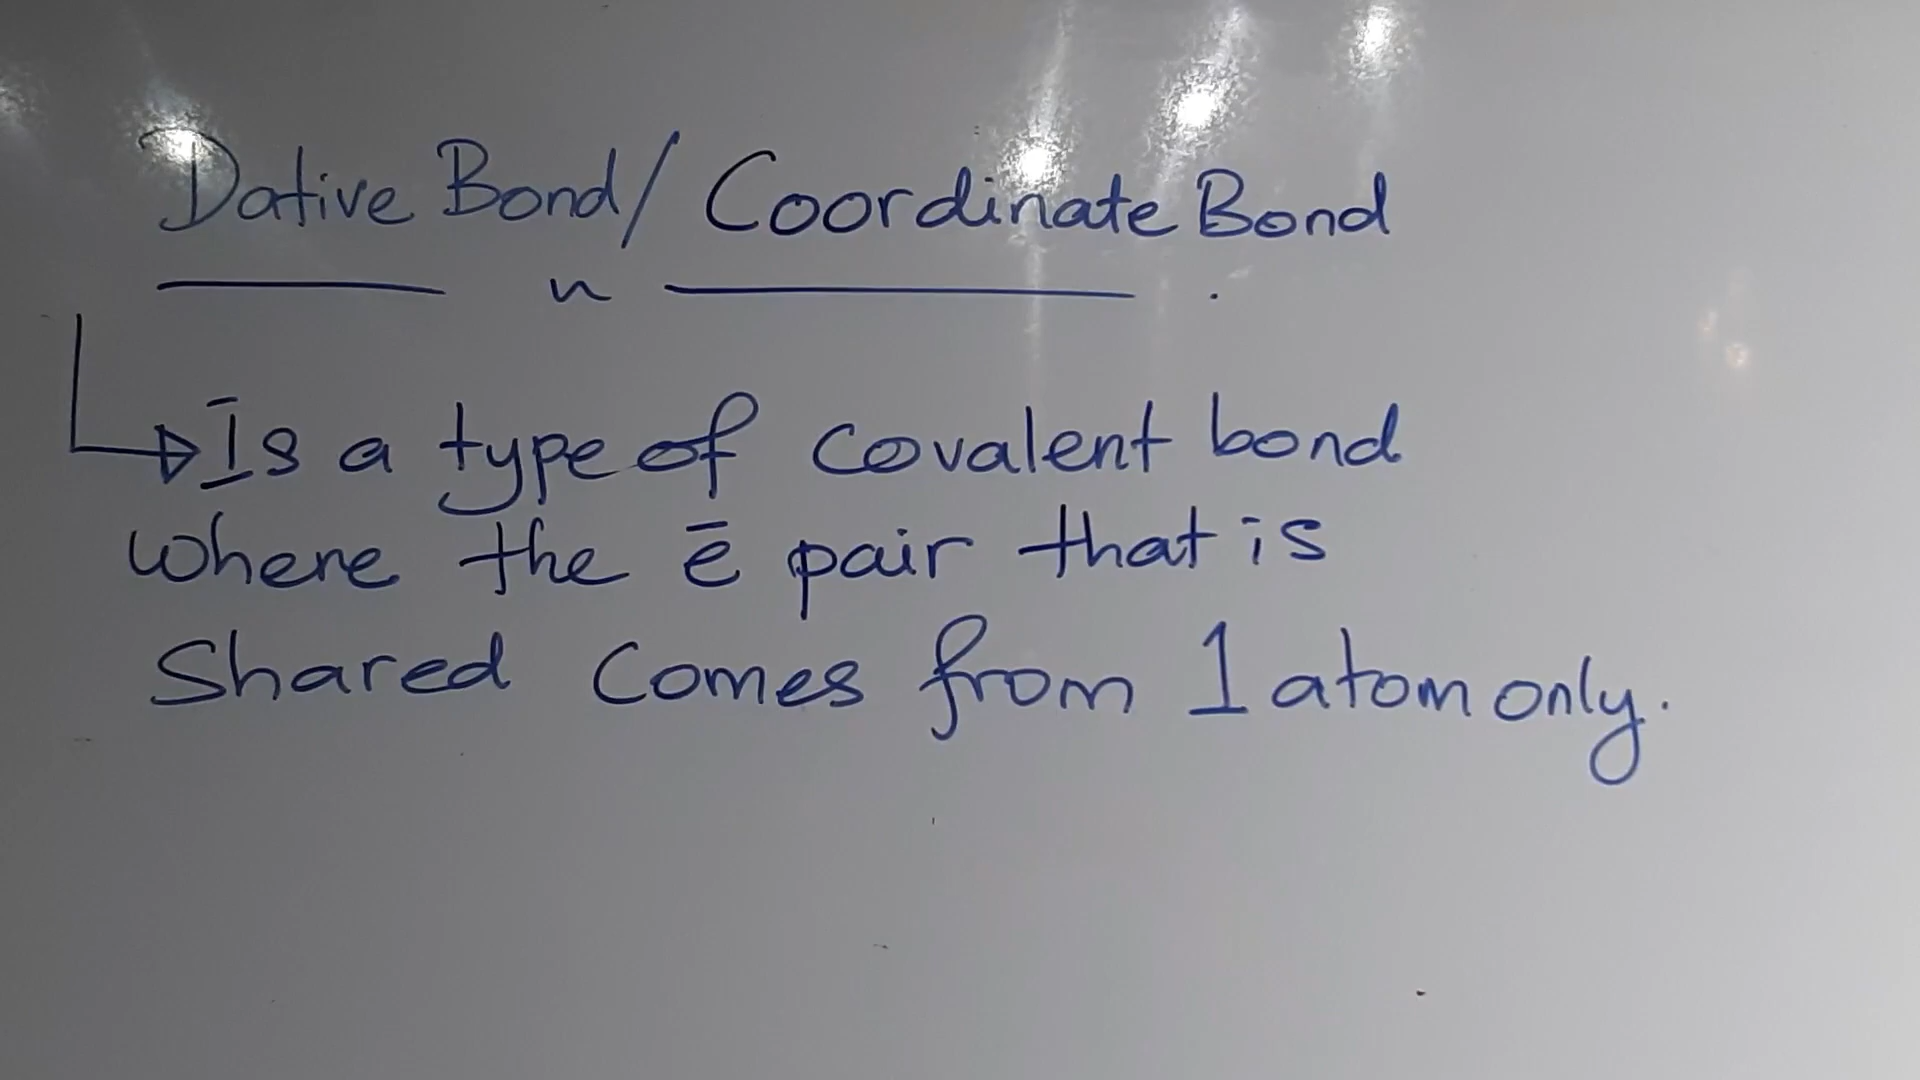 Dative Bond/ Coordinate Bond
Is a type of covalent bond
where the ē pair that is
Shared comes from 1 atom only.